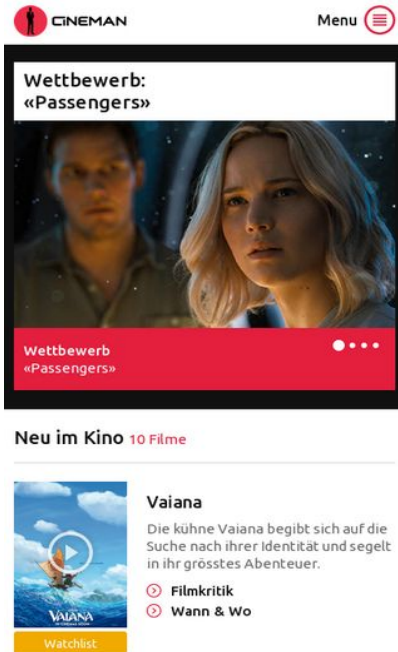 CiNEMAN
Menu
Wettbewerb:
«Passengers»
Wettbewerb
«Passengers»
Neu im Kino 10 Filme
Vaiana
Die kühne Vaiana begibt sich auf die
Suche nach ihrer Identität und segelt
in ihr grösstes Abenteuer.
Filmkritik
Wann & Wo
VAIANA
Watchlist